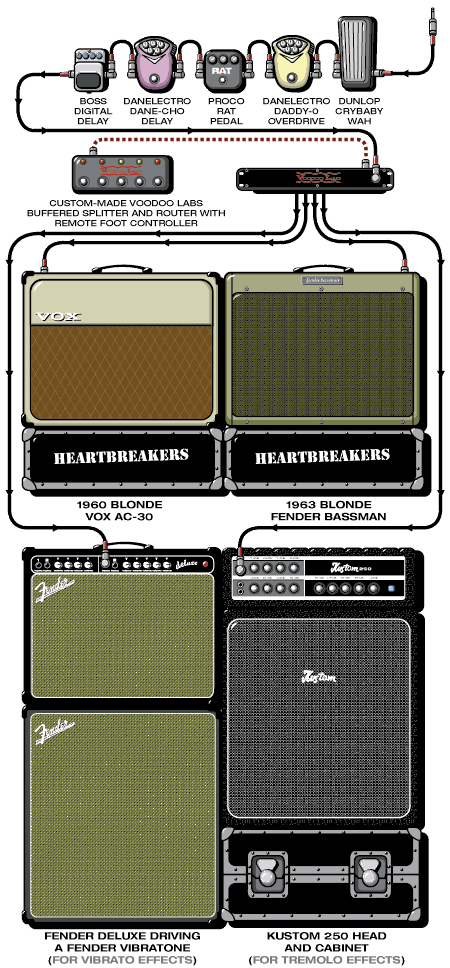 BOSS
DIGITAL
DELAY
DANELECTRO
DANE-CHO
DELAY
RAT
PROCO
RAT
PEDAL
DANELECTRO
DADDY-O
OVERDRIVE
DUNLOP
CRYBABY
WAH
Voodoo Lab
CUSTOM-MADE VOODOO LABS
BUFFERED SPLITTER AND ROUTER WITH
REMOTE FOOT CONTROLLER
VOX
fender bassman
HEARTBREAKERS
HEARTBREAKERS
1960 BLONDE
VOX AC-30
1963 BLONDE
FENDER BASSMAN
deluxe
Fender
Kustom 250
Kustom
Fender
FENDER DELUXE DRIVING
A FENDER VIBRATONE
(FOR VIBRATO EFFECTS)
KUSTOM 250 HEAD
AND CABINET
(FOR TREMOLO EFFECTS)